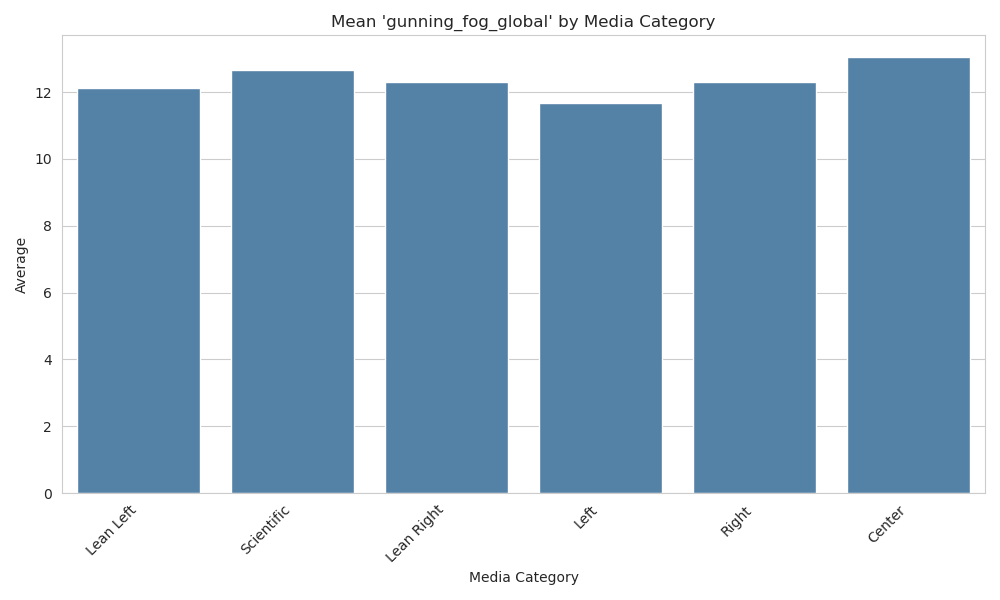 Mean 'gunning_fog_global' by Media Category
Average
12
10
8
6
4
2
0
Lean Left
Scientific
Lean Right
Left
Right
Center
Media Category